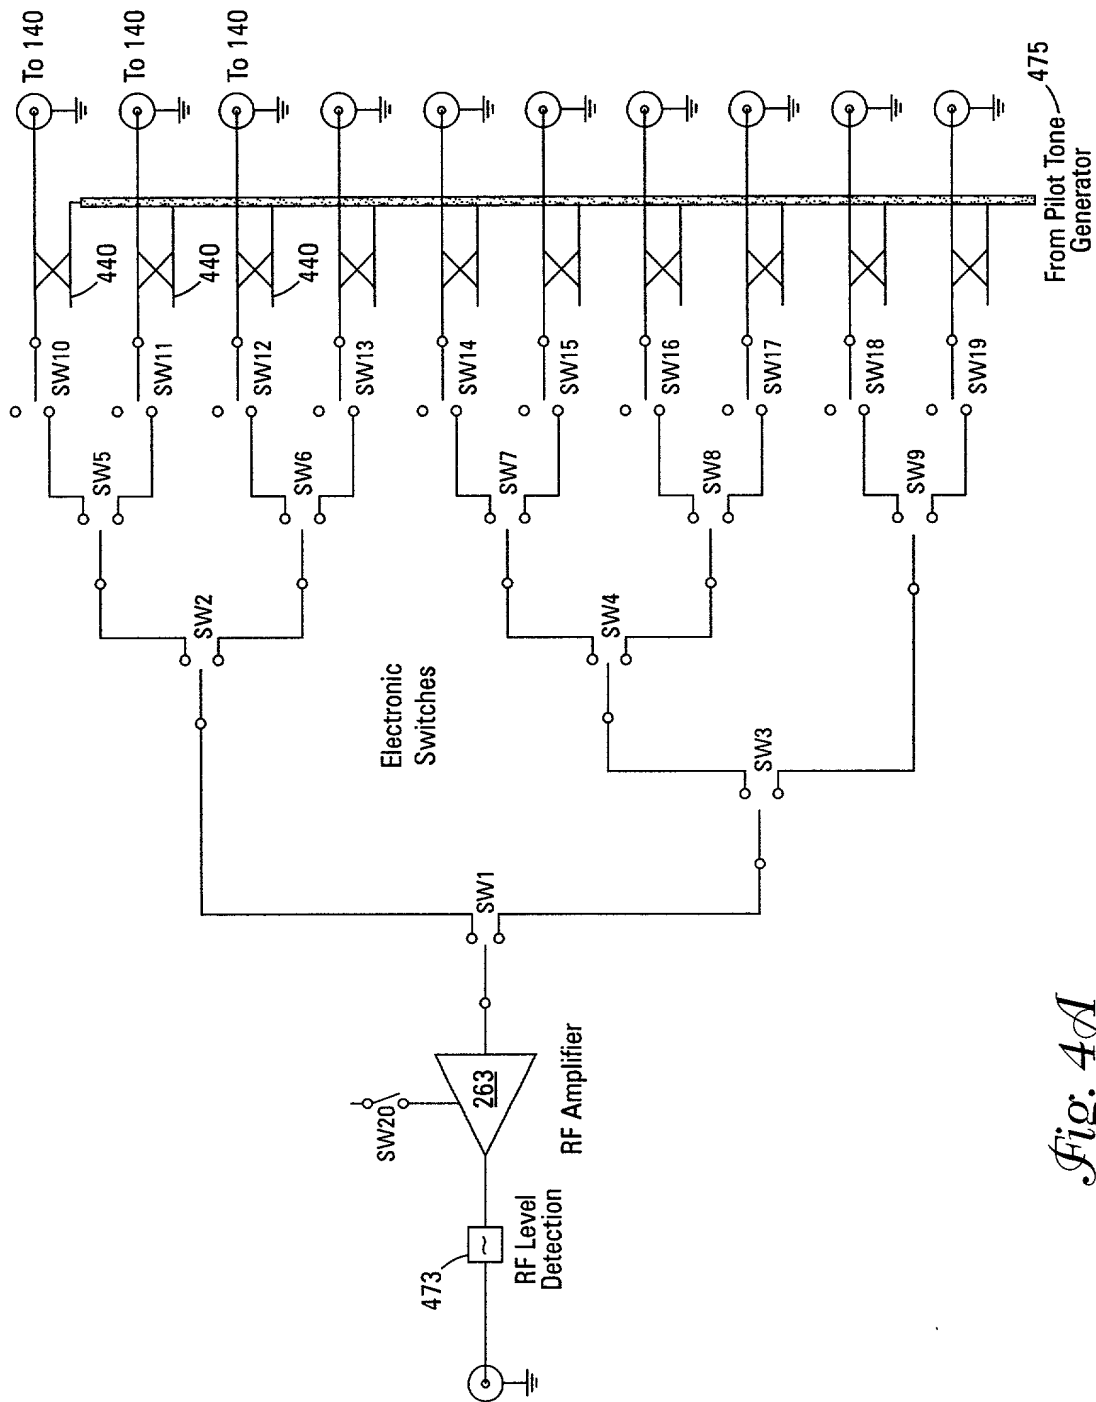 To 140
To 140
To 140
440
440
440
475
From Pilot Tone
Generator
SW10
SW11
SW12
SW13
SW14
SW15
SW16
SW17
SW18
SW19
SW5
SW6
SW7
SW8
SW9
SW2
SW4
Electronic
Switches
SW3
SW1
SW20
263
RF Amplifier
473
~
RF Level
Detection
Fig. 4A